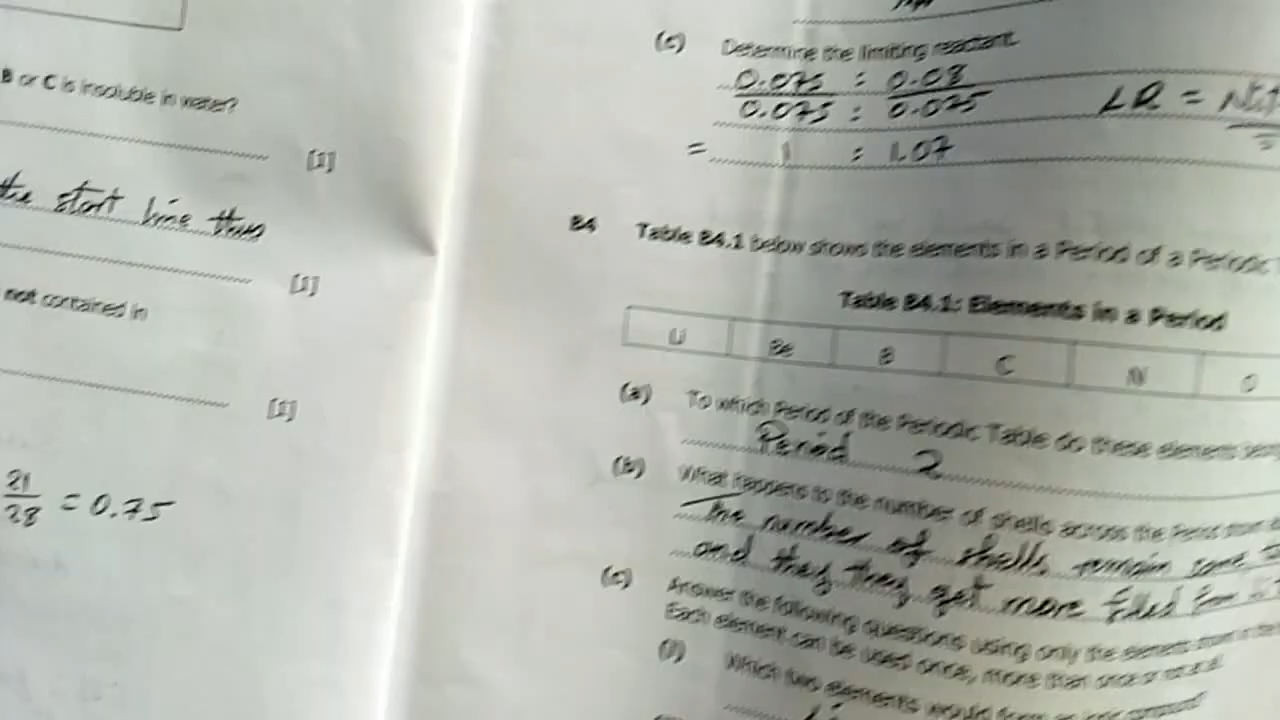 B or C is insoluble in water?
[1]
the start line thus
[1]
not contained in
[1]
21/28 = 0.75
(c) Determine the limiting reactant.
0.075 : 0.08
0.075 : 0.075
LR =
= 1 : 1.07
B4 Table B4.1 below shows the elements in a Period of a Periodic
Table B4.1: Elements in a Period
Li Be B C N O
(a) To which Period of the Periodic Table do these elements
Period 2
(b) What happens to the number of shells across the Period from
The number of shells remain same
and they they get more filled from
(c) Answer the following questions using only the elements from
Each element can be used once, more than once or not at all.
(i) Which two elements would form